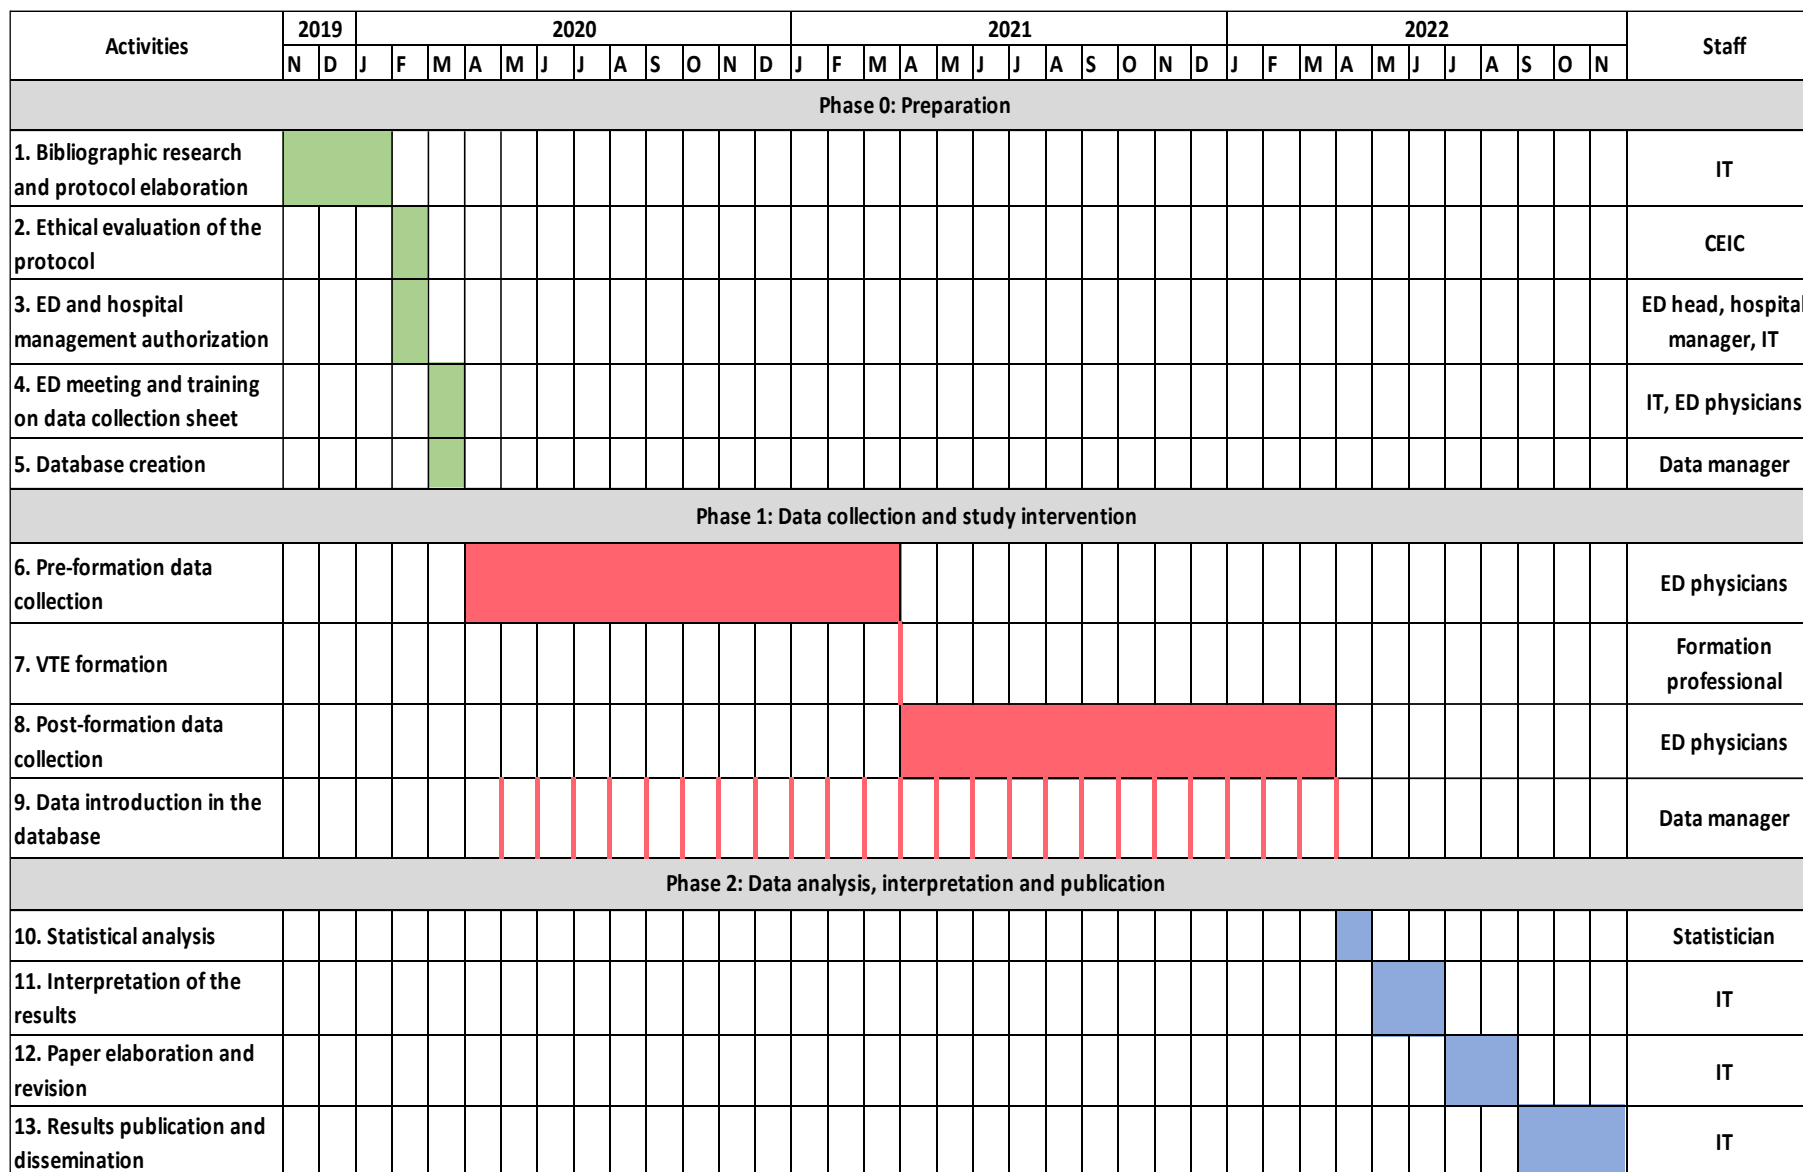 Activities 2019 2020 2021 2022 Staff
N D J F M A M J J A S O N D J F M A M J J A S O N D J F M A M J J A S O N
Phase 0: Preparation
1. Bibliographic research
and protocol elaboration
IT
2. Ethical evaluation of the
protocol
CEIC
3. ED and hospital
management authorization
ED head, hospital
manager, IT
4. ED meeting and training
on data collection sheet
IT, ED physicians
5. Database creation
Data manager
Phase 1: Data collection and study intervention
6. Pre-formation data
collection
ED physicians
7. VTE formation
Formation
professional
8. Post-formation data
collection
ED physicians
9. Data introduction in the
database
Data manager
Phase 2: Data analysis, interpretation and publication
10. Statistical analysis
Statistician
11. Interpretation of the
results
IT
12. Paper elaboration and
revision
IT
13. Results publication and
dissemination
IT